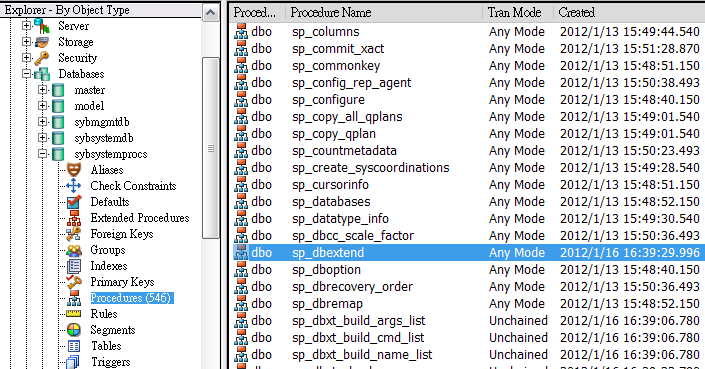 Explorer - By Object Type
Server
Storage
Security
Databases
master
model
sybmgmtdb
sybsystemdb
sybsystemprocs
Aliases
Check Constraints
Defaults
Extended Procedures
Foreign Keys
Groups
Indexes
Primary Keys
Procedures (546)
Rules
Segments
Tables
Triggers
Proced... Procedure Name Tran Mode Created
dbo sp_columns Any Mode 2012/1/13 15:49:44.540
dbo sp_commit_xact Any Mode 2012/1/13 15:51:28.870
dbo sp_commonkey Any Mode 2012/1/13 15:48:51.150
dbo sp_config_rep_agent Any Mode 2012/1/13 15:50:38.493
dbo sp_configure Any Mode 2012/1/13 15:48:40.150
dbo sp_copy_all_qplans Any Mode 2012/1/13 15:49:01.540
dbo sp_copy_qplan Any Mode 2012/1/13 15:49:01.540
dbo sp_countmetadata Any Mode 2012/1/13 15:50:23.493
dbo sp_create_syscoordinations Any Mode 2012/1/13 15:49:28.540
dbo sp_cursorinfo Any Mode 2012/1/13 15:48:51.150
dbo sp_databases Any Mode 2012/1/13 15:48:52.150
dbo sp_datatype_info Any Mode 2012/1/13 15:49:30.540
dbo sp_dbcc_scale_factor Any Mode 2012/1/13 15:50:36.493
dbo sp_dbextend Any Mode 2012/1/16 16:39:29.996
dbo sp_dboption Any Mode 2012/1/13 15:48:40.150
dbo sp_dbrecovery_order Any Mode 2012/1/13 15:50:36.493
dbo sp_dbremap Any Mode 2012/1/13 15:48:52.150
dbo sp_dbxt_build_args_list Unchained 2012/1/16 16:39:06.780
dbo sp_dbxt_build_cmd_list Unchained 2012/1/16 16:39:06.780
dbo sp_dbxt_build_name_list Unchained 2012/1/16 16:39:06.780